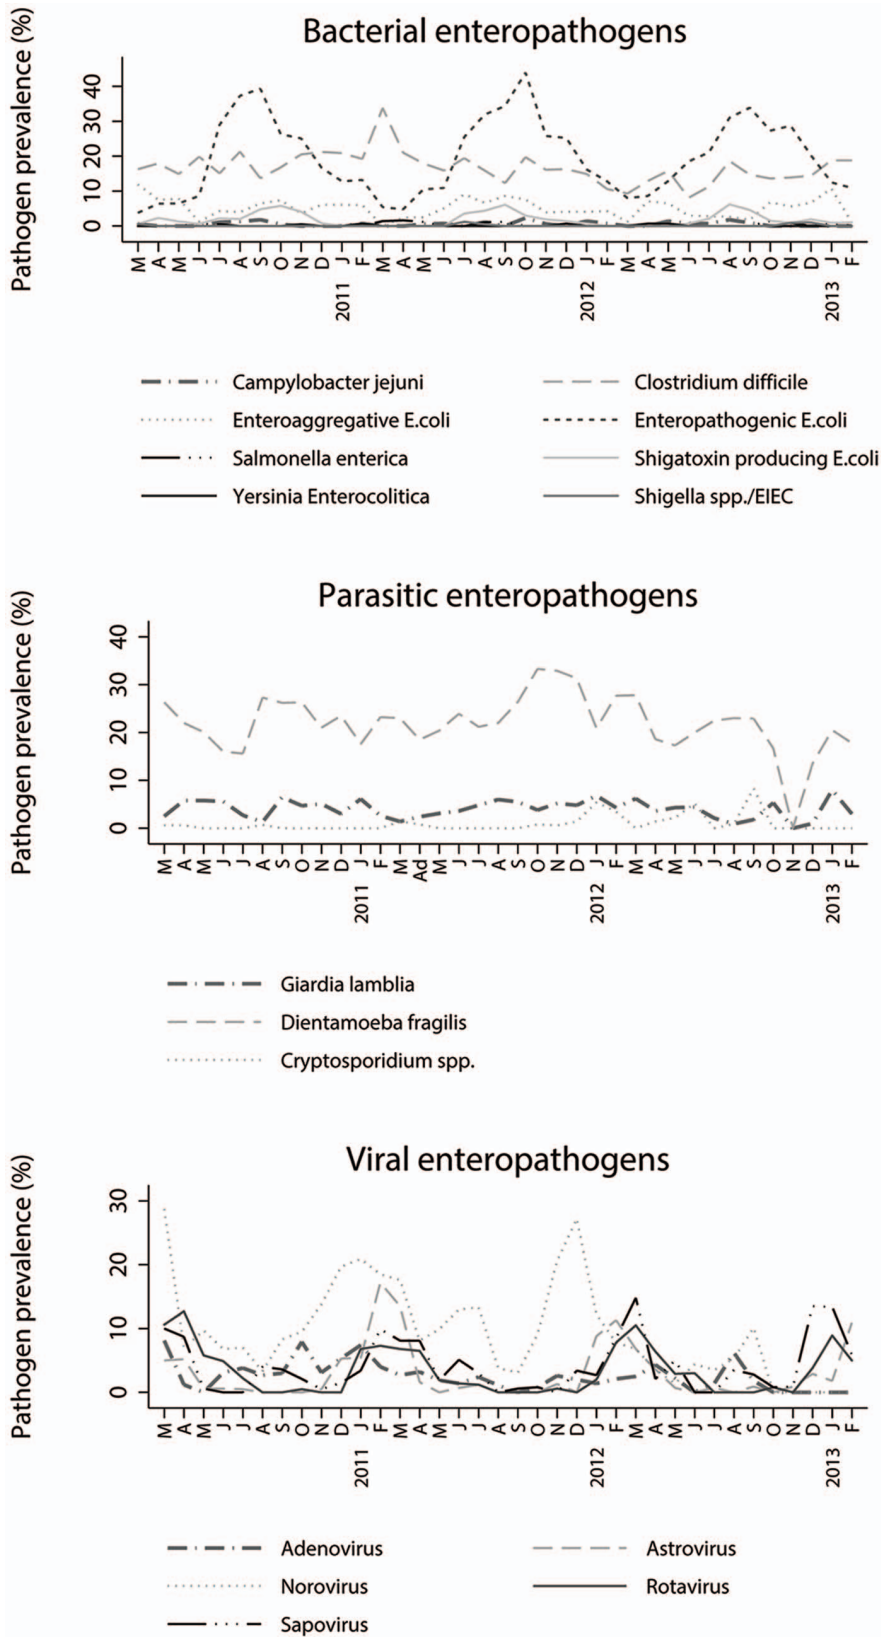 Bacterial enteropathogens
Pathogen prevalence (%)
40
30
20
10
0
M A M J J A S O N D J F M A M J J A S O N D J F M A M J J A S O N D J F
2011 2012 2013
Campylobacter jejuni Clostridium difficile
Enteroaggregative E.coli Enteropathogenic E.coli
Salmonella enterica Shigatoxin producing E.coli
Yersinia Enterocolitica Shigella spp./EIEC
Parasitic enteropathogens
Pathogen prevalence (%)
40
30
20
10
0
M A M J J A S O N D J F M Ad M J J A S O N D J F M A M J J A S O N D J F
2011 2012 2013
Giardia lamblia
Dientamoeba fragilis
Cryptosporidium spp.
Viral enteropathogens
Pathogen prevalence (%)
30
20
10
0
M A M J J A S O N D J F M A M J J A S O N D J F M A M J J A S O N D J F
2011 2012 2013
Adenovirus Astrovirus
Norovirus Rotavirus
Sapovirus